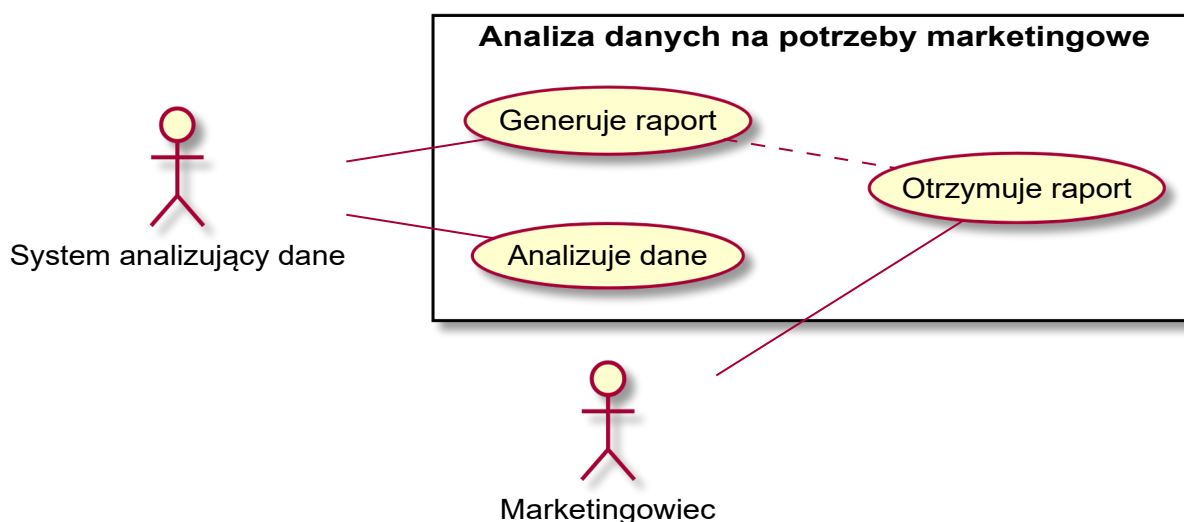 Analiza danych na potrzeby marketingowe
Generuje raport
Otrzymuje raport
System analizujący dane
Analizuje dane
Marketingowiec